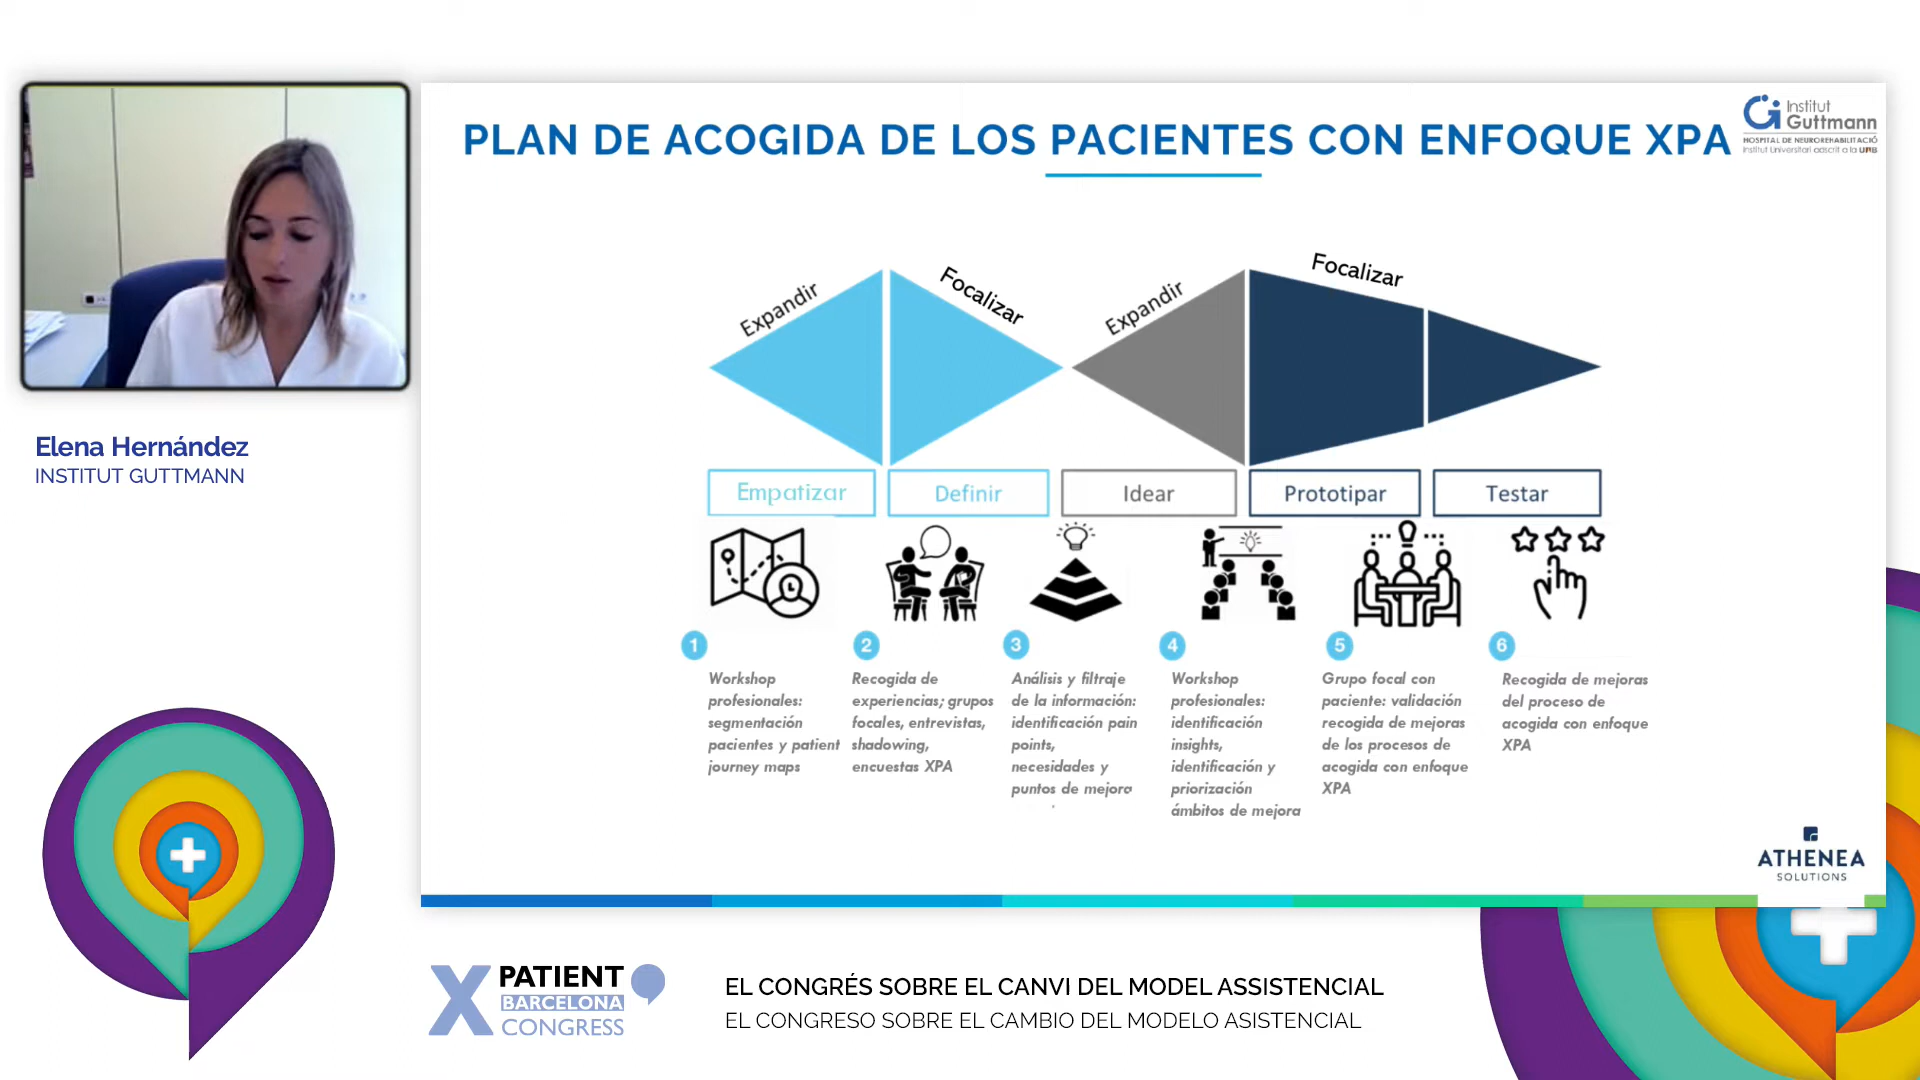 PLAN DE ACOGIDA DE LOS PACIENTES CON ENFOQUE XPA
Institut
Guttmann
HOSPITAL DE NEUROREHABILITACIÓ
Institut Universitari adscrit a la UAB
Elena Hernández
INSTITUT GUTTMANN
Expandir
Focalizar
Expandir
Focalizar
Empatizar
Definir
Idear
Prototipar
Testar
1
Workshop
profesionales:
segmentación
pacientes y patient
journey maps
2
Recogida de
experiencias; grupos
focales, entrevistas,
shadowing,
encuestas XPA
3
Análisis y filtraje
de la información:
identificación pain
points,
necesidades y
puntos de mejora
4
Workshop
profesionales:
identificación
insights,
identificación y
priorización
ámbitos de mejora
5
Grupo focal con
paciente: validación
recogida de mejoras
de los procesos de
acogida con enfoque
XPA
6
Recogida de mejoras
del proceso de
acogida con enfoque
XPA
ATHENEA
SOLUTIONS
X PATIENT
BARCELONA
CONGRESS
EL CONGRÉS SOBRE EL CANVI DEL MODEL ASSISTENCIAL
EL CONGRESO SOBRE EL CAMBIO DEL MODELO ASISTENCIAL